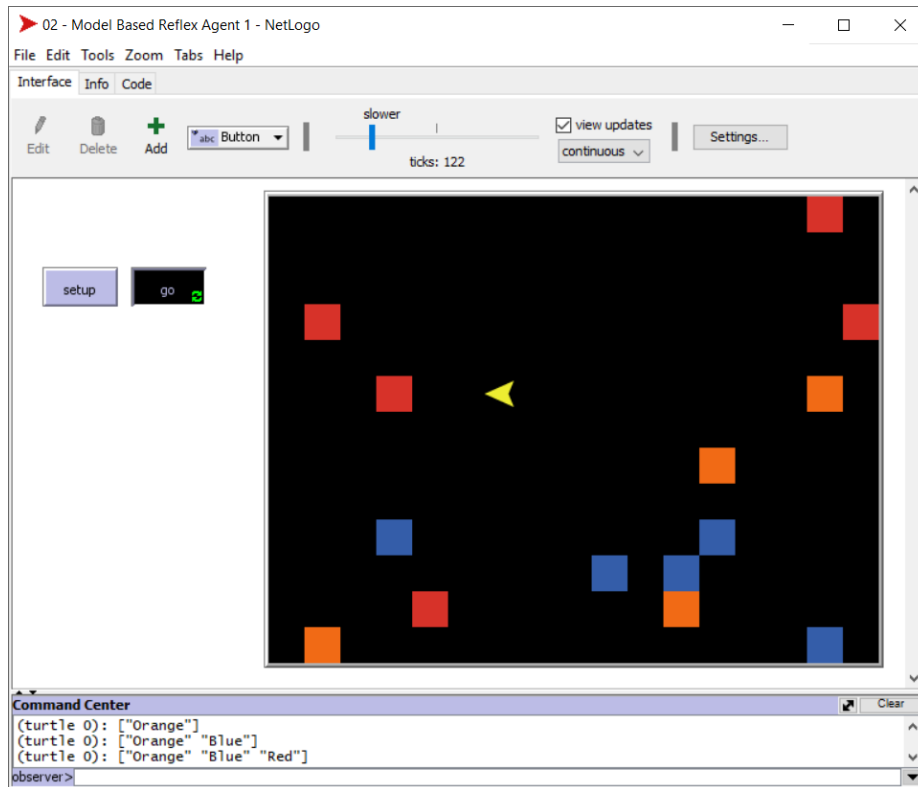 02 - Model Based Reflex Agent 1 - NetLogo
File Edit Tools Zoom Tabs Help
Interface Info Code
Edit Delete Add abc Button slower ticks: 122 view updates continuous Settings...
setup go
Command Center Clear
(turtle 0): ["Orange"]
(turtle 0): ["Orange" "Blue"]
(turtle 0): ["Orange" "Blue" "Red"]
observer>